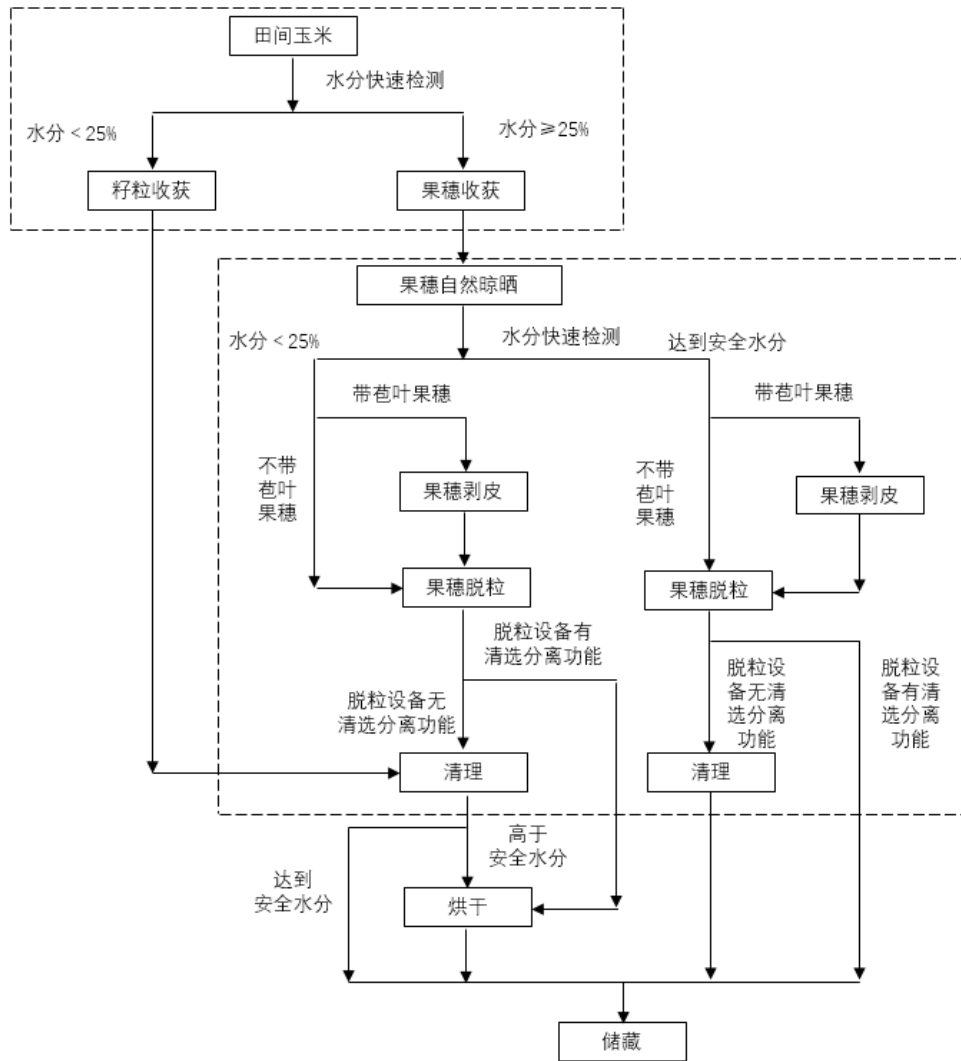 田间玉米
水分快速检测
水分＜25%
水分≥25%
籽粒收获
果穗收获
果穗自然晾晒
水分＜25%
水分快速检测
达到安全水分
带苞叶果穗
带苞叶果穗
不带
苞叶
果穗
果穗剥皮
不带
苞叶
果穗
果穗剥皮
果穗脱粒
果穗脱粒
脱粒设备有
清选分离功能
脱粒设备无
清选分离功能
脱粒设
备无清
选分离
功能
脱粒设
备有清
选分离
功能
清理
清理
高于
安全水分
达到
安全水分
烘干
储藏